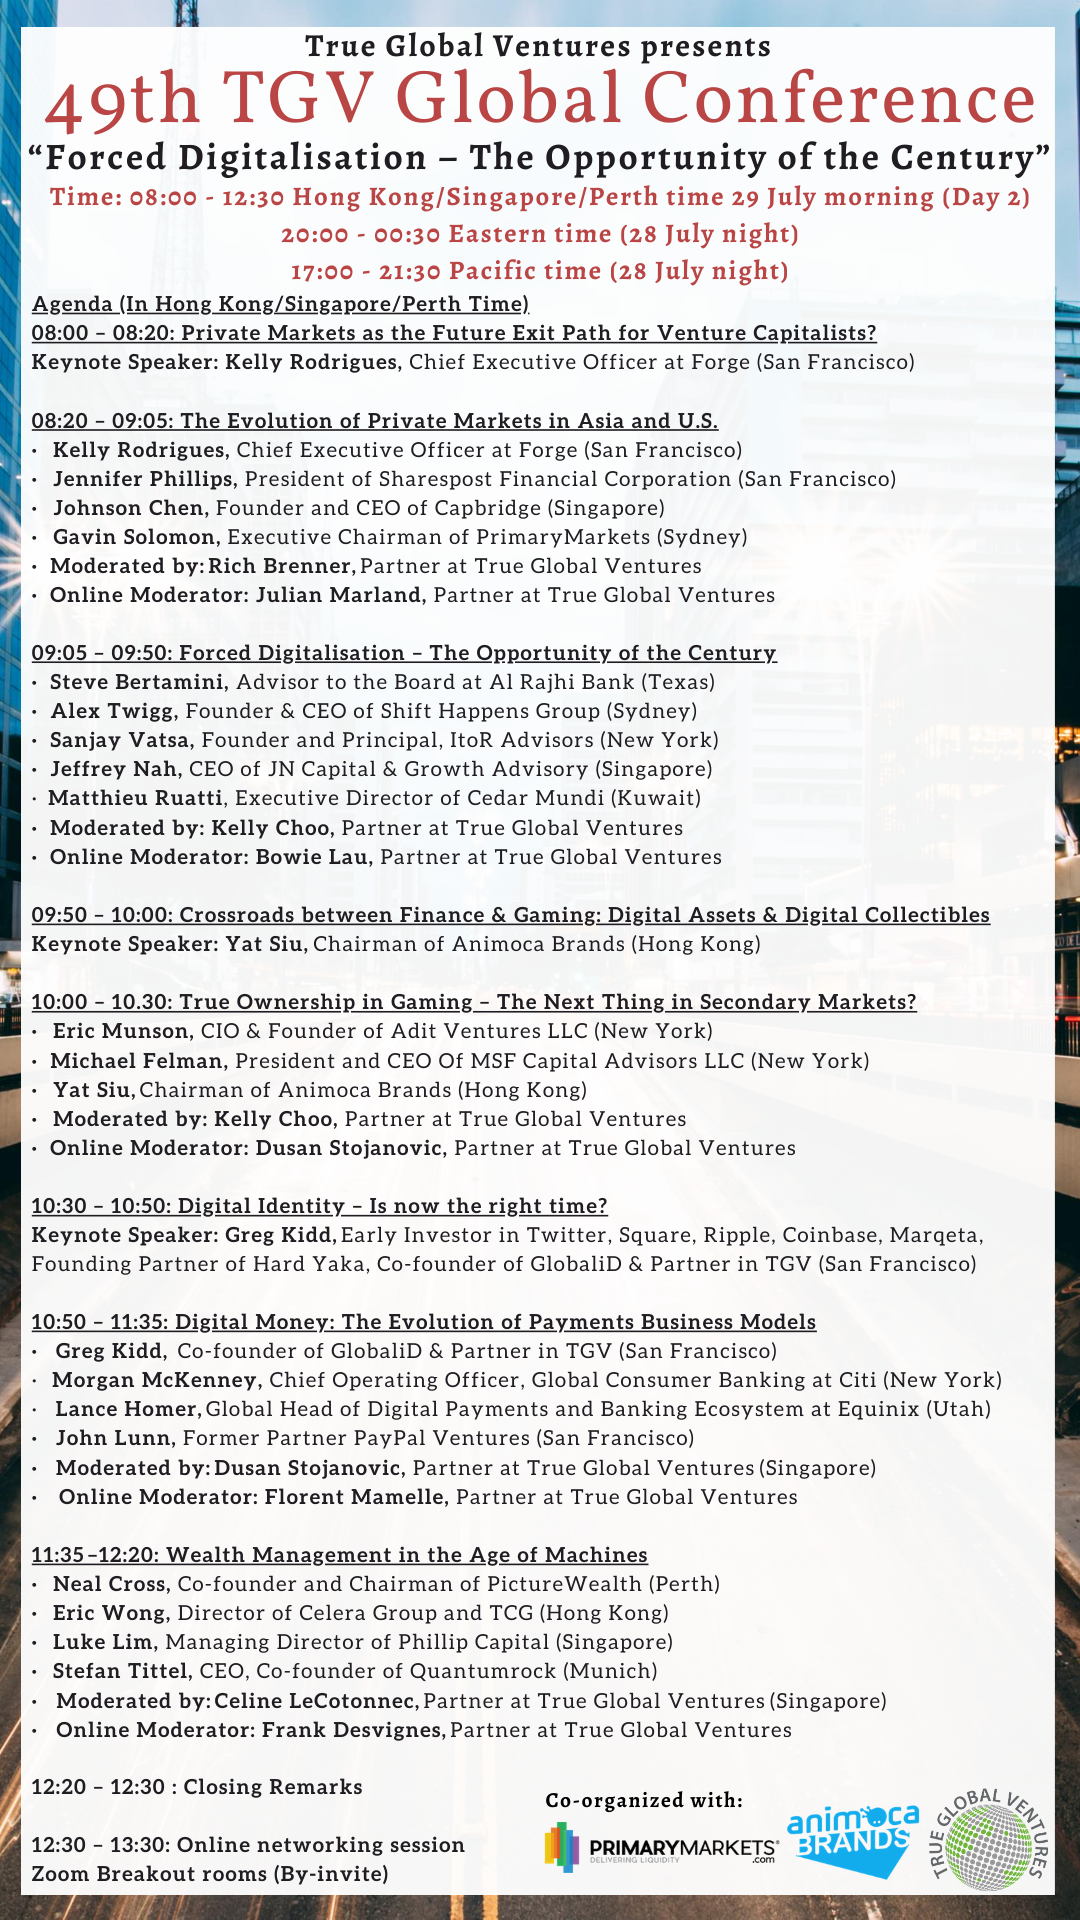 True Global Ventures presents
49th TGV Global Conference
“Forced Digitalisation – The Opportunity of the Century”
Time: 08:00 - 12:30 Hong Kong/Singapore/Perth time 29 July morning (Day 2)
20:00 - 00:30 Eastern time (28 July night)
17:00 - 21:30 Pacific time (28 July night)
Agenda (In Hong Kong/Singapore/Perth Time)
08:00 – 08:20: Private Markets as the Future Exit Path for Venture Capitalists?
Keynote Speaker: Kelly Rodrigues, Chief Executive Officer at Forge (San Francisco)
08:20 – 09:05: The Evolution of Private Markets in Asia and U.S.
· Kelly Rodrigues, Chief Executive Officer at Forge (San Francisco)
· Jennifer Phillips, President of Sharespost Financial Corporation (San Francisco)
· Johnson Chen, Founder and CEO of Capbridge (Singapore)
· Gavin Solomon, Executive Chairman of PrimaryMarkets (Sydney)
· Moderated by: Rich Brenner, Partner at True Global Ventures
· Online Moderator: Julian Marland, Partner at True Global Ventures
09:05 – 09:50: Forced Digitalisation – The Opportunity of the Century
· Steve Bertamini, Advisor to the Board at Al Rajhi Bank (Texas)
· Alex Twigg, Founder & CEO of Shift Happens Group (Sydney)
· Sanjay Vatsa, Founder and Principal, ItoR Advisors (New York)
· Jeffrey Nah, CEO of JN Capital & Growth Advisory (Singapore)
· Matthieu Ruatti, Executive Director of Cedar Mundi (Kuwait)
· Moderated by: Kelly Choo, Partner at True Global Ventures
· Online Moderator: Bowie Lau, Partner at True Global Ventures
09:50 – 10:00: Crossroads between Finance & Gaming: Digital Assets & Digital Collectibles
Keynote Speaker: Yat Siu, Chairman of Animoca Brands (Hong Kong)
10:00 – 10.30: True Ownership in Gaming – The Next Thing in Secondary Markets?
· Eric Munson, CIO & Founder of Adit Ventures LLC (New York)
· Michael Felman, President and CEO Of MSF Capital Advisors LLC (New York)
· Yat Siu, Chairman of Animoca Brands (Hong Kong)
· Moderated by: Kelly Choo, Partner at True Global Ventures
· Online Moderator: Dusan Stojanovic, Partner at True Global Ventures
10:30 – 10:50: Digital Identity – Is now the right time?
Keynote Speaker: Greg Kidd, Early Investor in Twitter, Square, Ripple, Coinbase, Marqeta,
Founding Partner of Hard Yaka, Co-founder of GlobaliD & Partner in TGV (San Francisco)
10:50 – 11:35: Digital Money: The Evolution of Payments Business Models
· Greg Kidd, Co-founder of GlobaliD & Partner in TGV (San Francisco)
· Morgan McKenney, Chief Operating Officer, Global Consumer Banking at Citi (New York)
· Lance Homer, Global Head of Digital Payments and Banking Ecosystem at Equinix (Utah)
· John Lunn, Former Partner PayPal Ventures (San Francisco)
· Moderated by: Dusan Stojanovic, Partner at True Global Ventures (Singapore)
· Online Moderator: Florent Mamelle, Partner at True Global Ventures
11:35 –12:20: Wealth Management in the Age of Machines
· Neal Cross, Co-founder and Chairman of PictureWealth (Perth)
· Eric Wong, Director of Celera Group and TCG (Hong Kong)
· Luke Lim, Managing Director of Phillip Capital (Singapore)
· Stefan Tittel, CEO, Co-founder of Quantumrock (Munich)
· Moderated by: Celine LeCotonnec, Partner at True Global Ventures (Singapore)
· Online Moderator: Frank Desvignes, Partner at True Global Ventures
12:20 – 12:30 : Closing Remarks
12:30 – 13:30: Online networking session
Zoom Breakout rooms (By-invite)
Co-organized with:
PRIMARYMARKETS
.com
DELIVERING LIQUIDITY
animoca
BRANDS
TRUE GLOBAL VENTURES